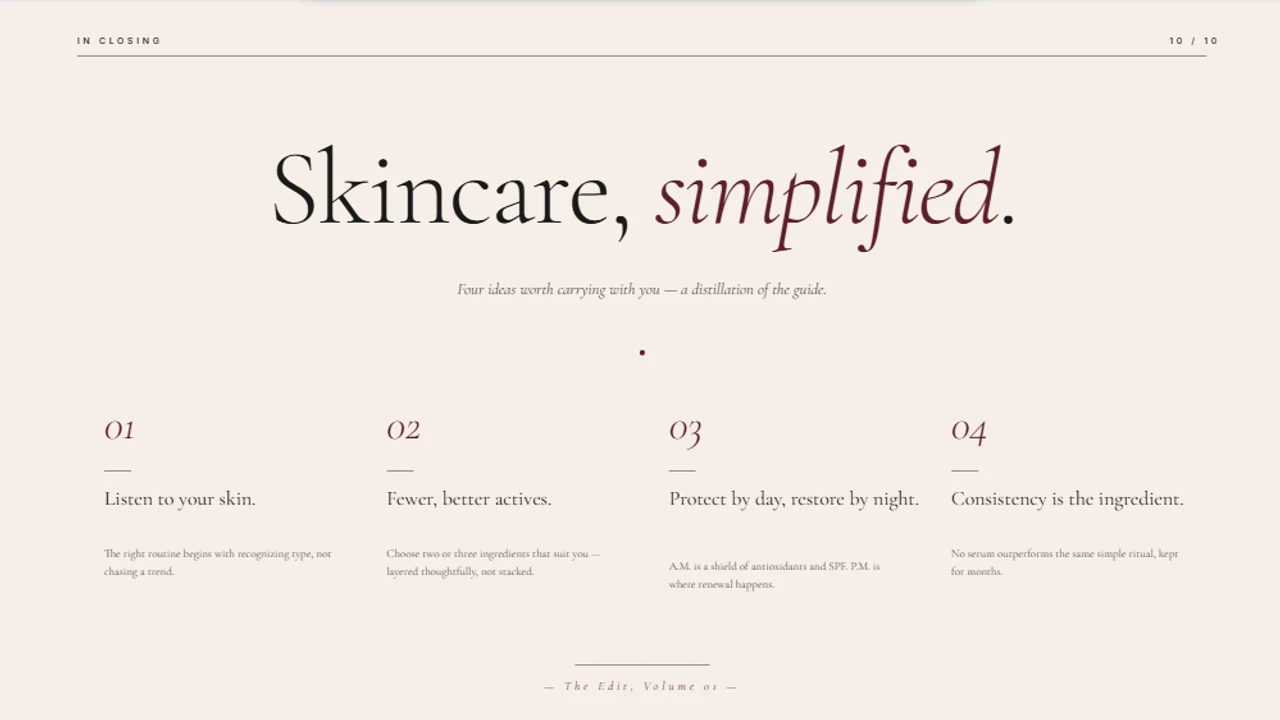 IN CLOSING
10 / 10
Skincare, simplified.
Four ideas worth carrying with you — a distillation of the guide.
01
Listen to your skin.
The right routine begins with recognizing type, not
chasing a trend.
02
Fewer, better actives.
Choose two or three ingredients that suit you —
layered thoughtfully, not stacked.
03
Protect by day, restore by night.
A.M. is a shield of antioxidants and SPF. P.M. is
where renewal happens.
04
Consistency is the ingredient.
No serum outperforms the same simple ritual, kept
for months.
— The Edit, Volume 01 —